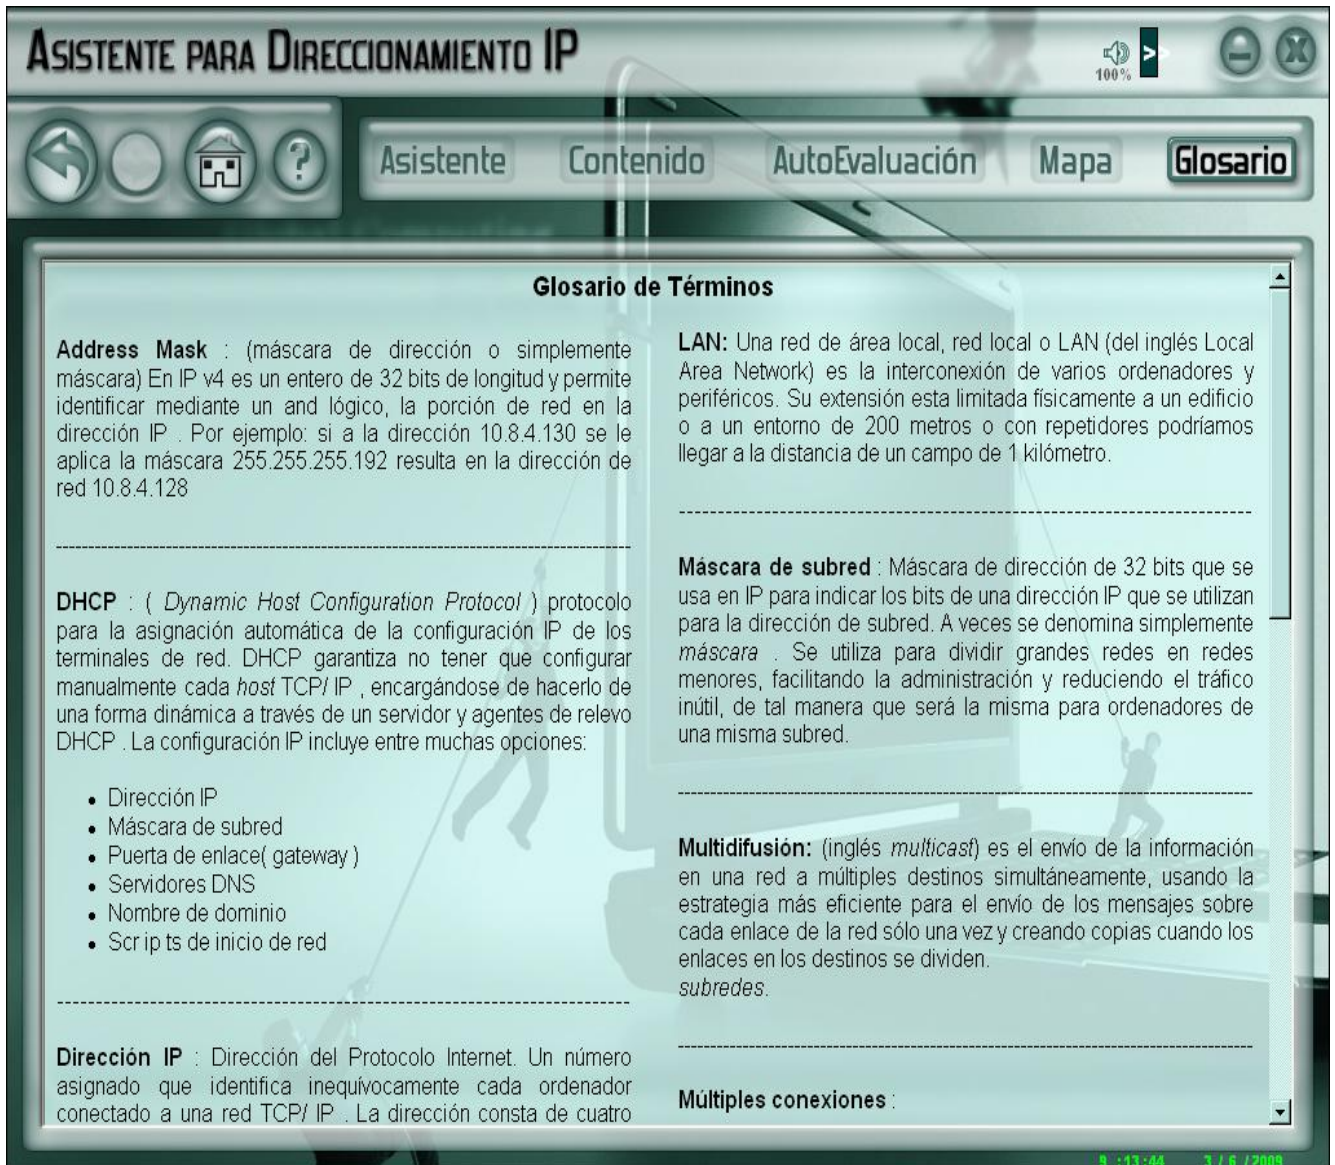 ASISTENTE PARA DIRECCIONAMIENTO IP
100%
>>
?
Asistente
Contenido
AutoEvaluación
Mapa
Glosario
Glosario de Términos
Address Mask : (máscara de dirección o simplemente
máscara) En IP v4 es un entero de 32 bits de longitud y permite
identificar mediante un and lógico, la porción de red en la
dirección IP . Por ejemplo: si a la dirección 10.8.4.130 se le
aplica la máscara 255.255.255.192 resulta en la dirección de
red 10.8.4.128
DHCP : ( Dynamic Host Configuration Protocol ) protocolo
para la asignación automática de la configuración IP de los
terminales de red. DHCP garantiza no tener que configurar
manualmente cada host TCP/ IP , encargándose de hacerlo de
una forma dinámica a través de un servidor y agentes de relevo
DHCP . La configuración IP incluye entre muchas opciones:
• Dirección IP
• Máscara de subred
• Puerta de enlace( gateway )
• Servidores DNS
• Nombre de dominio
• Scr ip ts de inicio de red
Dirección IP : Dirección del Protocolo Internet. Un número
asignado que identifica inequívocamente cada ordenador
conectado a una red TCP/ IP . La dirección consta de cuatro
LAN: Una red de área local, red local o LAN (del inglés Local
Area Network) es la interconexión de varios ordenadores y
periféricos. Su extensión esta limitada físicamente a un edificio
o a un entorno de 200 metros o con repetidores podríamos
llegar a la distancia de un campo de 1 kilómetro.
Máscara de subred : Máscara de dirección de 32 bits que se
usa en IP para indicar los bits de una dirección IP que se utilizan
para la dirección de subred. A veces se denomina simplemente
máscara . Se utiliza para dividir grandes redes en redes
menores, facilitando la administración y reduciendo el tráfico
inútil, de tal manera que será la misma para ordenadores de
una misma subred.
Multidifusión: (inglés multicast) es el envío de la información
en una red a múltiples destinos simultáneamente, usando la
estrategia más eficiente para el envío de los mensajes sobre
cada enlace de la red sólo una vez y creando copias cuando los
enlaces en los destinos se dividen.
subredes.
Múltiples conexiones :
9 :13:44 3 / 6 / 2009